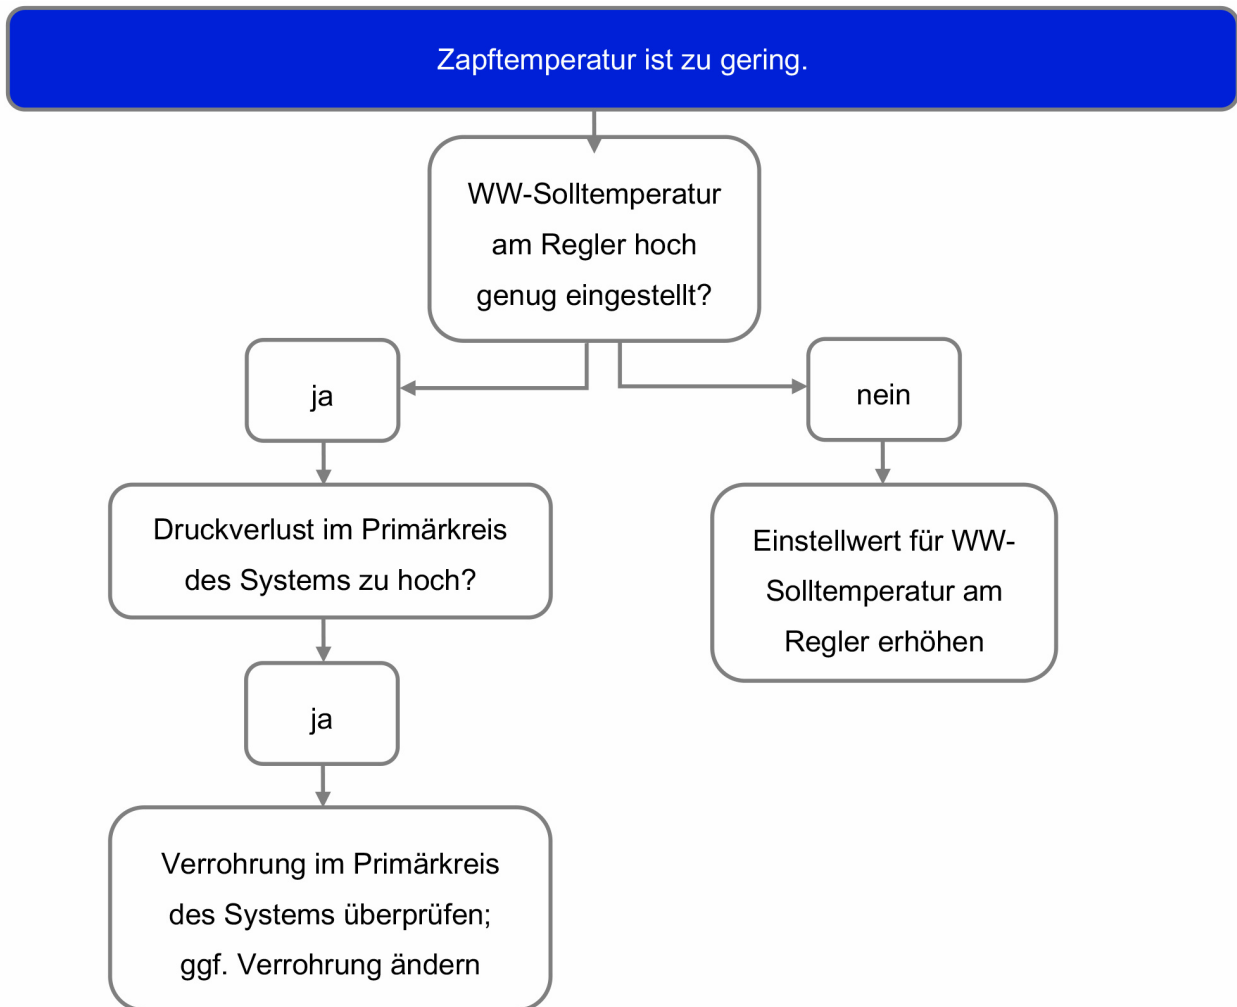 Zapftemperatur ist zu gering.
WW-Solltemperatur
am Regler hoch
genug eingestellt?
ja
nein
Druckverlust im Primärkreis
des Systems zu hoch?
Einstellwert für WW-
Solltemperatur am
Regler erhöhen
ja
Verrohrung im Primärkreis
des Systems überprüfen;
ggf. Verrohrung ändern